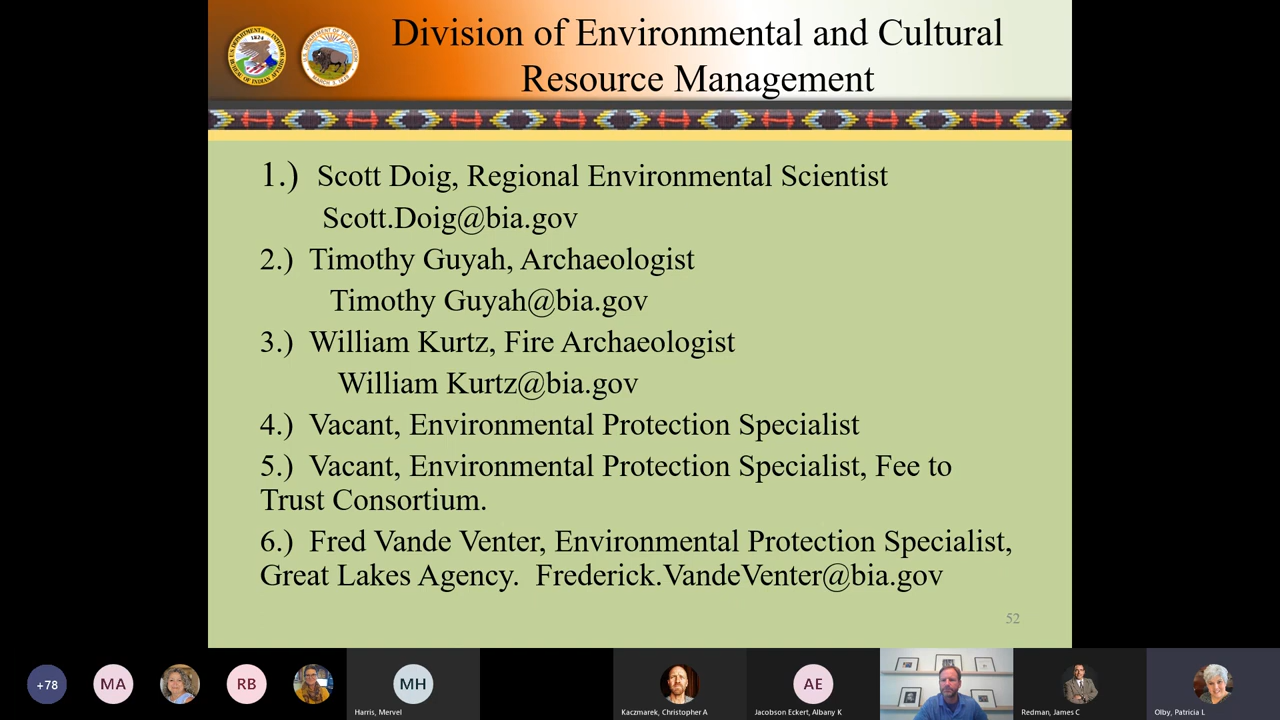 Division of Environmental and Cultural
Resource Management
1.) Scott Doig, Regional Environmental Scientist
Scott.Doig@bia.gov
2.) Timothy Guyah, Archaeologist
Timothy Guyah@bia.gov
3.) William Kurtz, Fire Archaeologist
William Kurtz@bia.gov
4.) Vacant, Environmental Protection Specialist
5.) Vacant, Environmental Protection Specialist, Fee to
Trust Consortium.
6.) Fred Vande Venter, Environmental Protection Specialist,
Great Lakes Agency. Frederick.VandeVenter@bia.gov
52
+78
MA
RB
MH
AE
Harris, Mervel
Kaczmarek, Christopher A
Jacobson Eckert, Albany K
Redman, James C
Olby, Patricia L